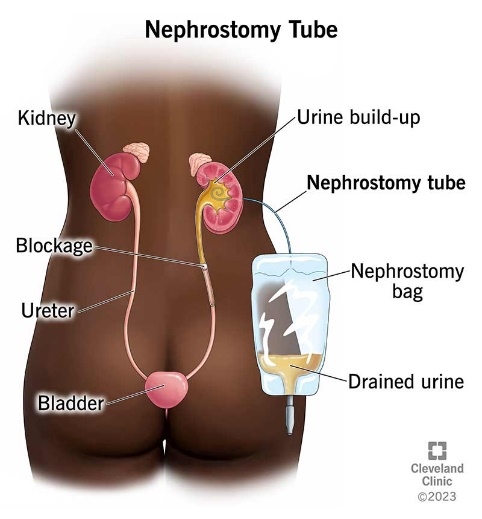 Nephrostomy Tube
Kidney
Urine build-up
Nephrostomy tube
Blockage
Nephrostomy
bag
Ureter
Drained urine
Bladder
Cleveland
Clinic
©2023